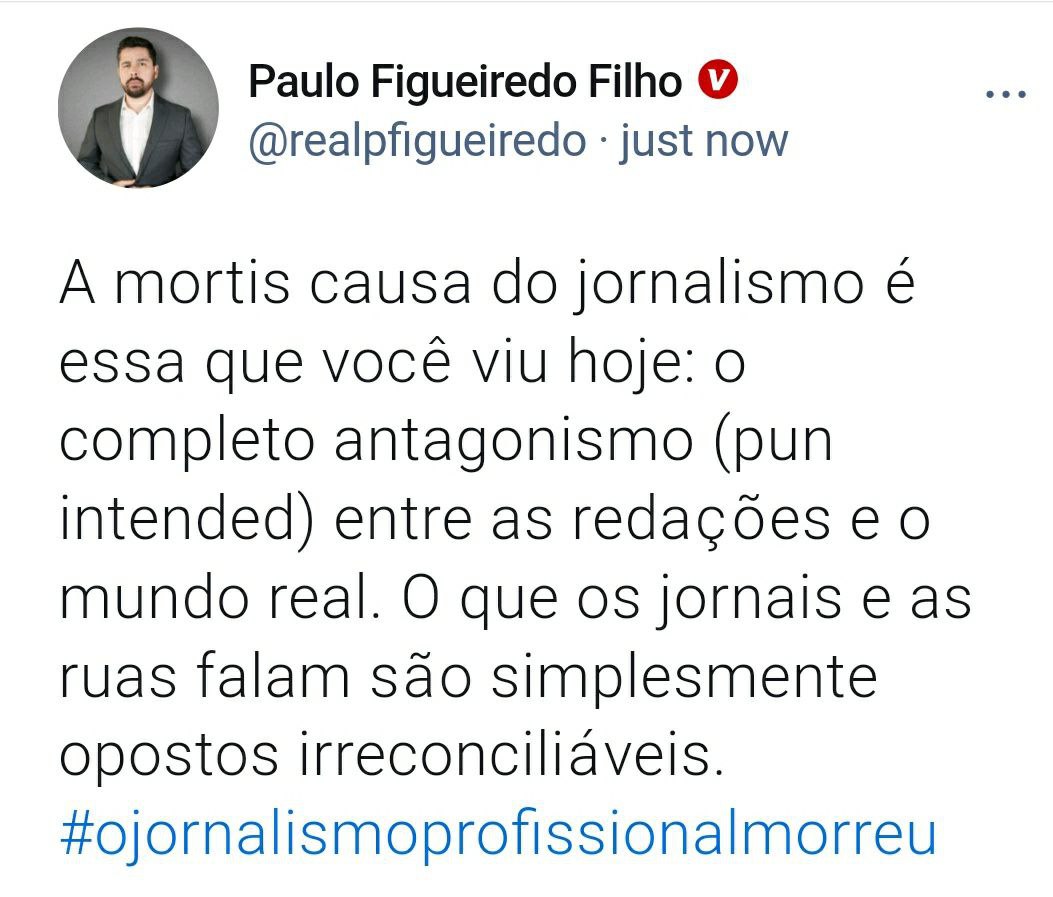 Paulo Figueiredo Filho V
@realpfigueiredo · just now
...
A mortis causa do jornalismo é
essa que você viu hoje: o
completo antagonismo (pun
intended) entre as redações e o
mundo real. O que os jornais e as
ruas falam são simplesmente
opostos irreconciliáveis.
#ojornalismoprofissionalmorreu